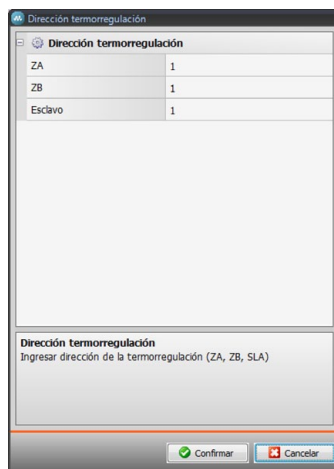 Dirección termorregulación
Dirección termorregulación
ZA 1
ZB 1
Esclavo 1
Dirección termorregulación
Ingresar dirección de la termorregulación (ZA, ZB, SLA)
Confirmar Cancelar